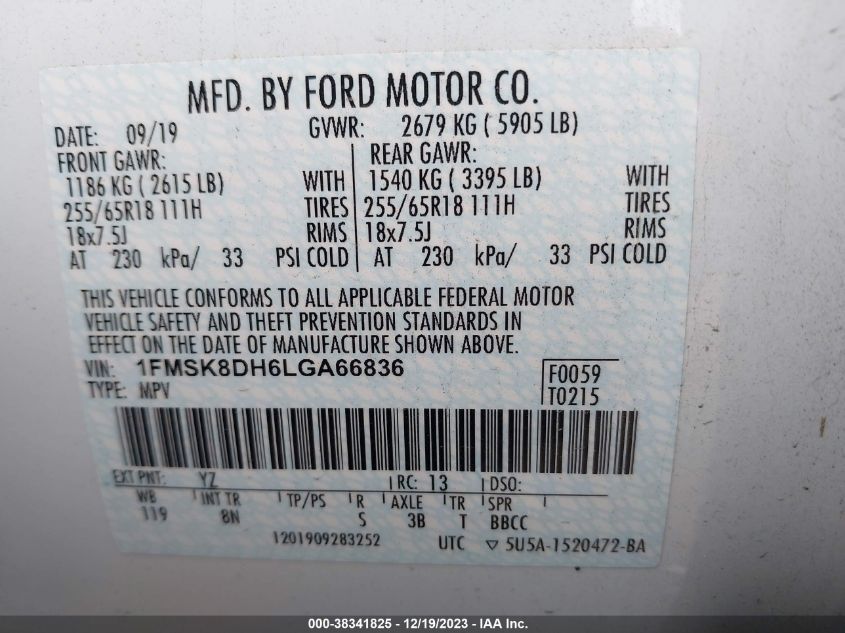 MFD. BY FORD MOTOR CO.
DATE: 09/19 GVWR: 2679 KG ( 5905 LB)
FRONT GAWR: REAR GAWR:
1186 KG ( 2615 LB) WITH 1540 KG ( 3395 LB) WITH
255/65R18 111H TIRES 255/65R18 111H TIRES
18x7.5J RIMS 18x7.5J RIMS
AT 230 kPa/ 33 PSI COLD AT 230 kPa/ 33 PSI COLD
THIS VEHICLE CONFORMS TO ALL APPLICABLE FEDERAL MOTOR
VEHICLE SAFETY AND THEFT PREVENTION STANDARDS IN
EFFECT ON THE DATE OF MANUFACTURE SHOWN ABOVE.
VIN: 1FMSK8DH6LGA66836 F0059
TYPE: MPV T0215
EXT PNT: YZ RC: 13 DSO:
WB INT TR TP/PS R AXLE TR SPR
119 8N S 3B T BBCC
1201909283252 UTC ▽ 5U5A-1520472-BA
000-38341825 - 12/19/2023 - IAA Inc.